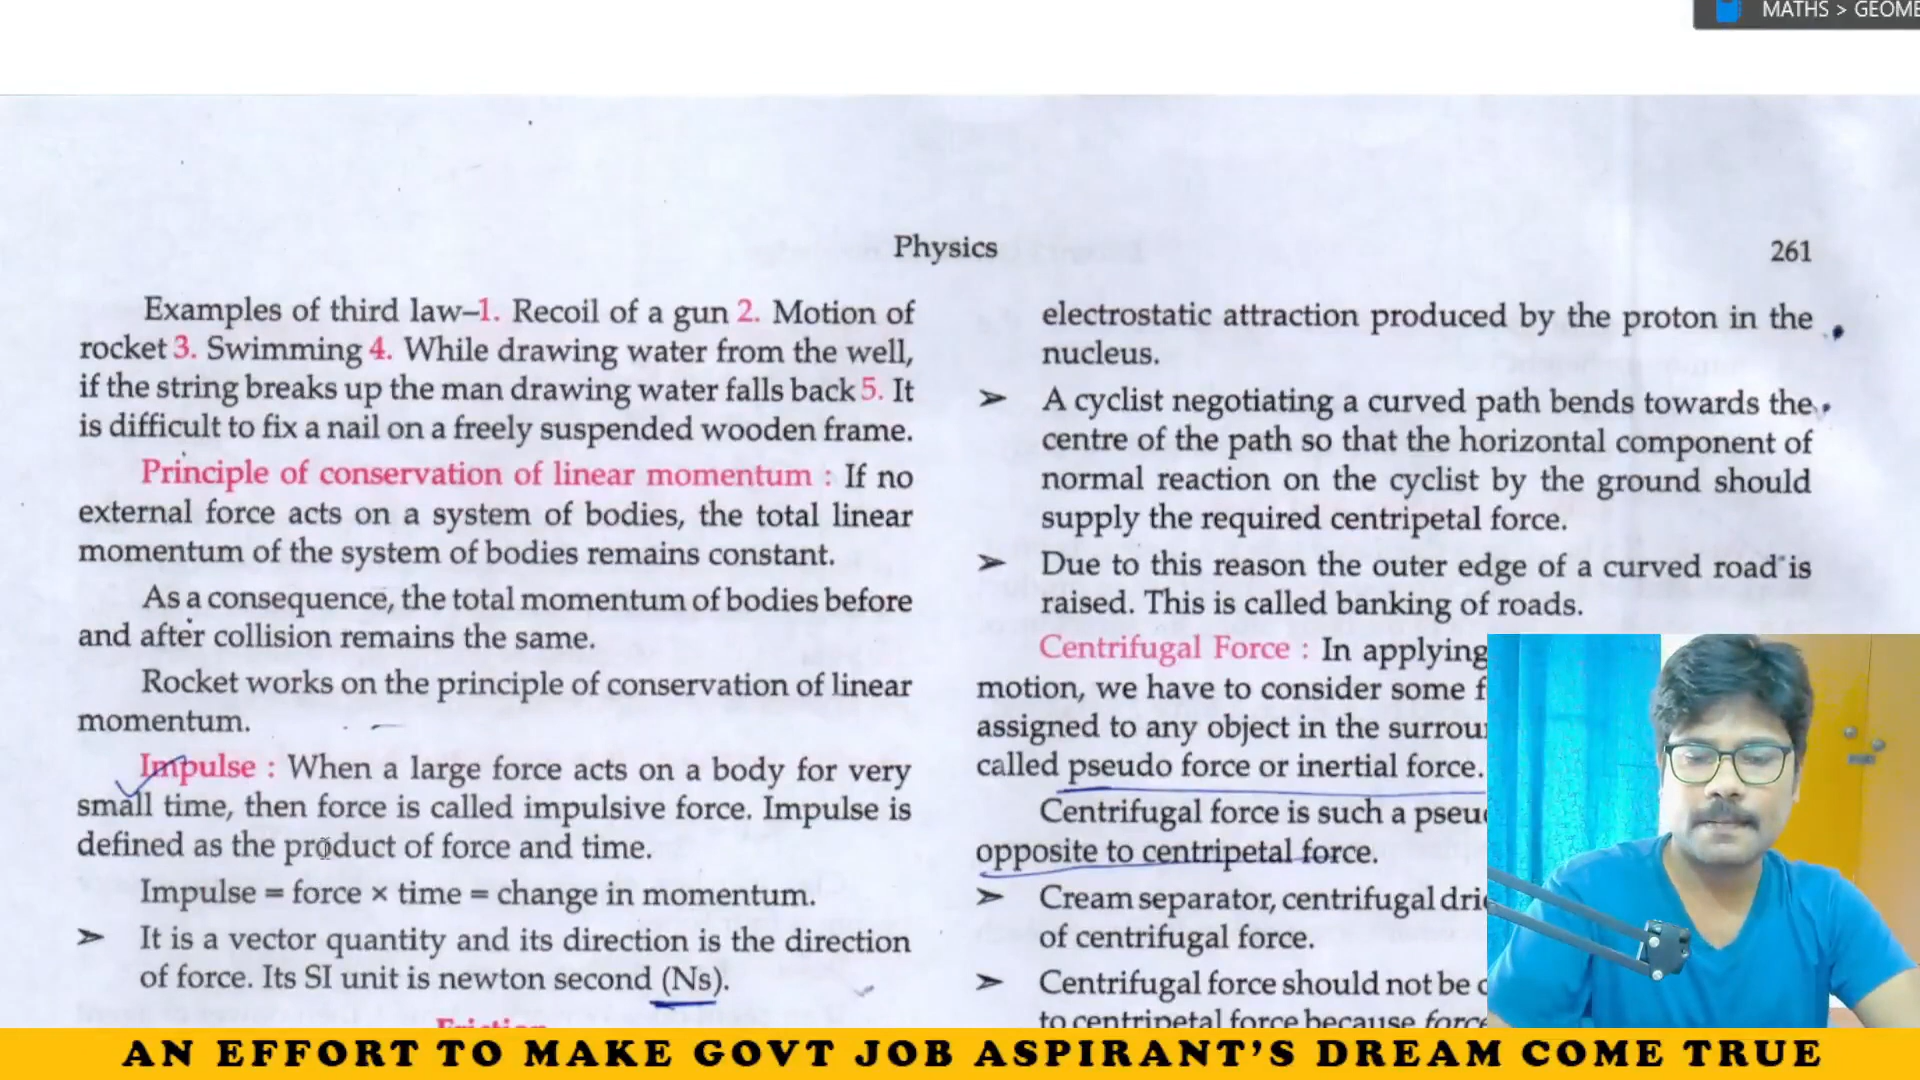 MATHS > GEOME
Physics
261
Examples of third law–1. Recoil of a gun 2. Motion of
rocket 3. Swimming 4. While drawing water from the well,
if the string breaks up the man drawing water falls back 5. It
is difficult to fix a nail on a freely suspended wooden frame.
Principle of conservation of linear momentum : If no
external force acts on a system of bodies, the total linear
momentum of the system of bodies remains constant.
As a consequence, the total momentum of bodies before
and after collision remains the same.
Rocket works on the principle of conservation of linear
momentum.
Impulse : When a large force acts on a body for very
small time, then force is called impulsive force. Impulse is
defined as the product of force and time.
Impulse = force × time = change in momentum.
➢ It is a vector quantity and its direction is the direction
of force. Its SI unit is newton second (Ns).
Friction
electrostatic attraction produced by the proton in the
nucleus.
➢ A cyclist negotiating a curved path bends towards the
centre of the path so that the horizontal component of
normal reaction on the cyclist by the ground should
supply the required centripetal force.
➢ Due to this reason the outer edge of a curved road is
raised. This is called banking of roads.
Centrifugal Force : In applying
motion, we have to consider some f
assigned to any object in the surrou
called pseudo force or inertial force.
Centrifugal force is such a pseu
opposite to centripetal force.
➢ Cream separator, centrifugal drie
of centrifugal force.
➢ Centrifugal force should not be c
to centripetal force because force
AN EFFORT TO MAKE GOVT JOB ASPIRANT'S DREAM COME TRUE